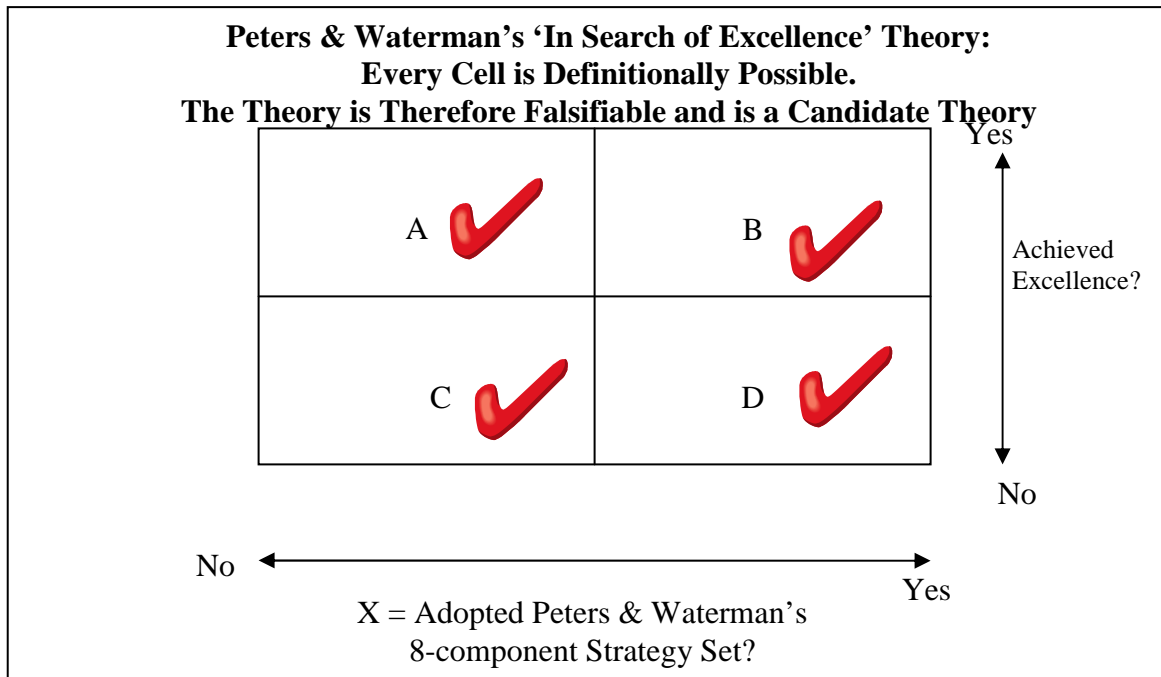 Peters & Waterman's 'In Search of Excellence' Theory:
Every Cell is Definitionally Possible.
The Theory is Therefore Falsifiable and is a Candidate Theory
Yes
A
B
Achieved
Excellence?
C
D
No
No
Yes
X = Adopted Peters & Waterman's
8-component Strategy Set?